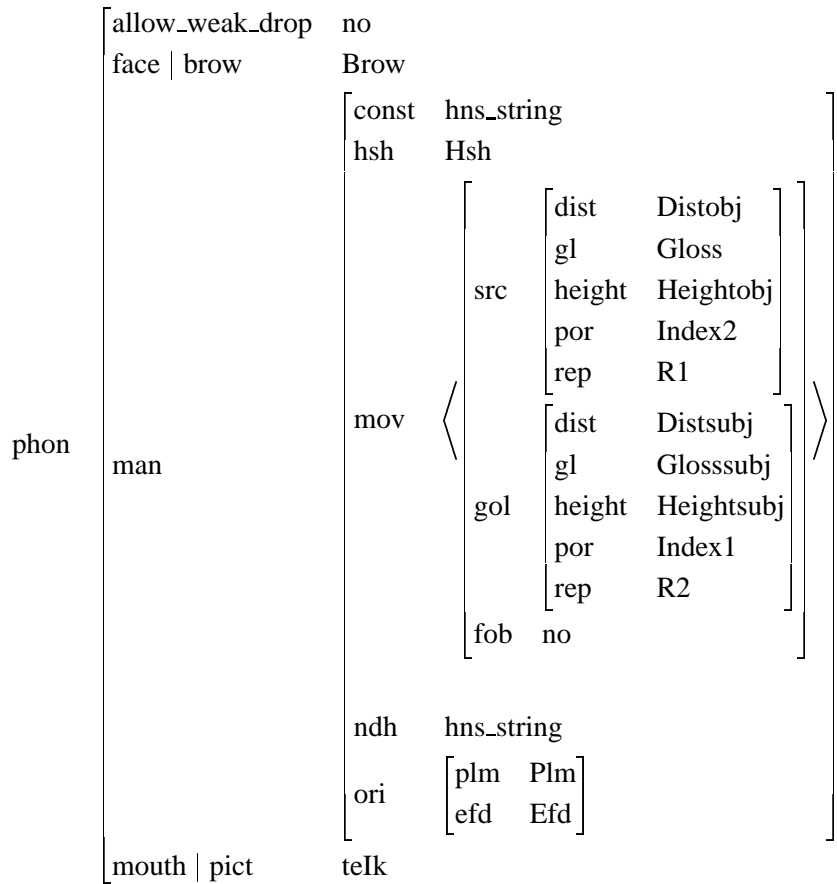 allow_weak_drop no
face | brow Brow
const hns_string
hsh Hsh
dist Distobj
gl Gloss
src height Heightobj
por Index2
rep R1
mov
dist Distsubj
phon man gl Glosssubj
gol height Heightsubj
por Index1
rep R2
fob no
ndh hns_string
ori plm Plm
efd Efd
mouth | pict teIk